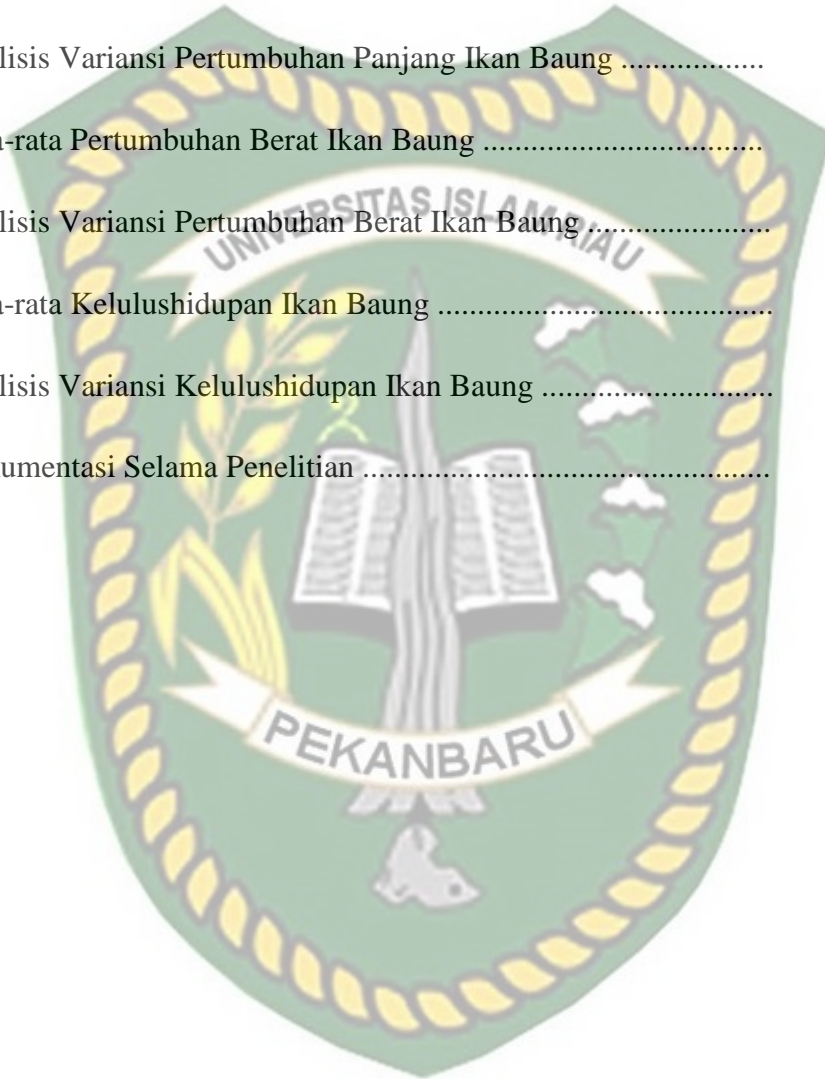 lisis Variansi Pertumbuhan Panjang Ikan Baung ..................
-rata Pertumbuhan Berat Ikan Baung ...................................
UNIVERSITAS ISLAM RIAU
lisis Variansi Pertumbuhan Berat Ikan Baung .......................
-rata Kelulushidupan Ikan Baung ..........................................
lisis Variansi Kelulushidupan Ikan Baung .............................
umentasi Selama Penelitian ...................................................
PEKANBARU